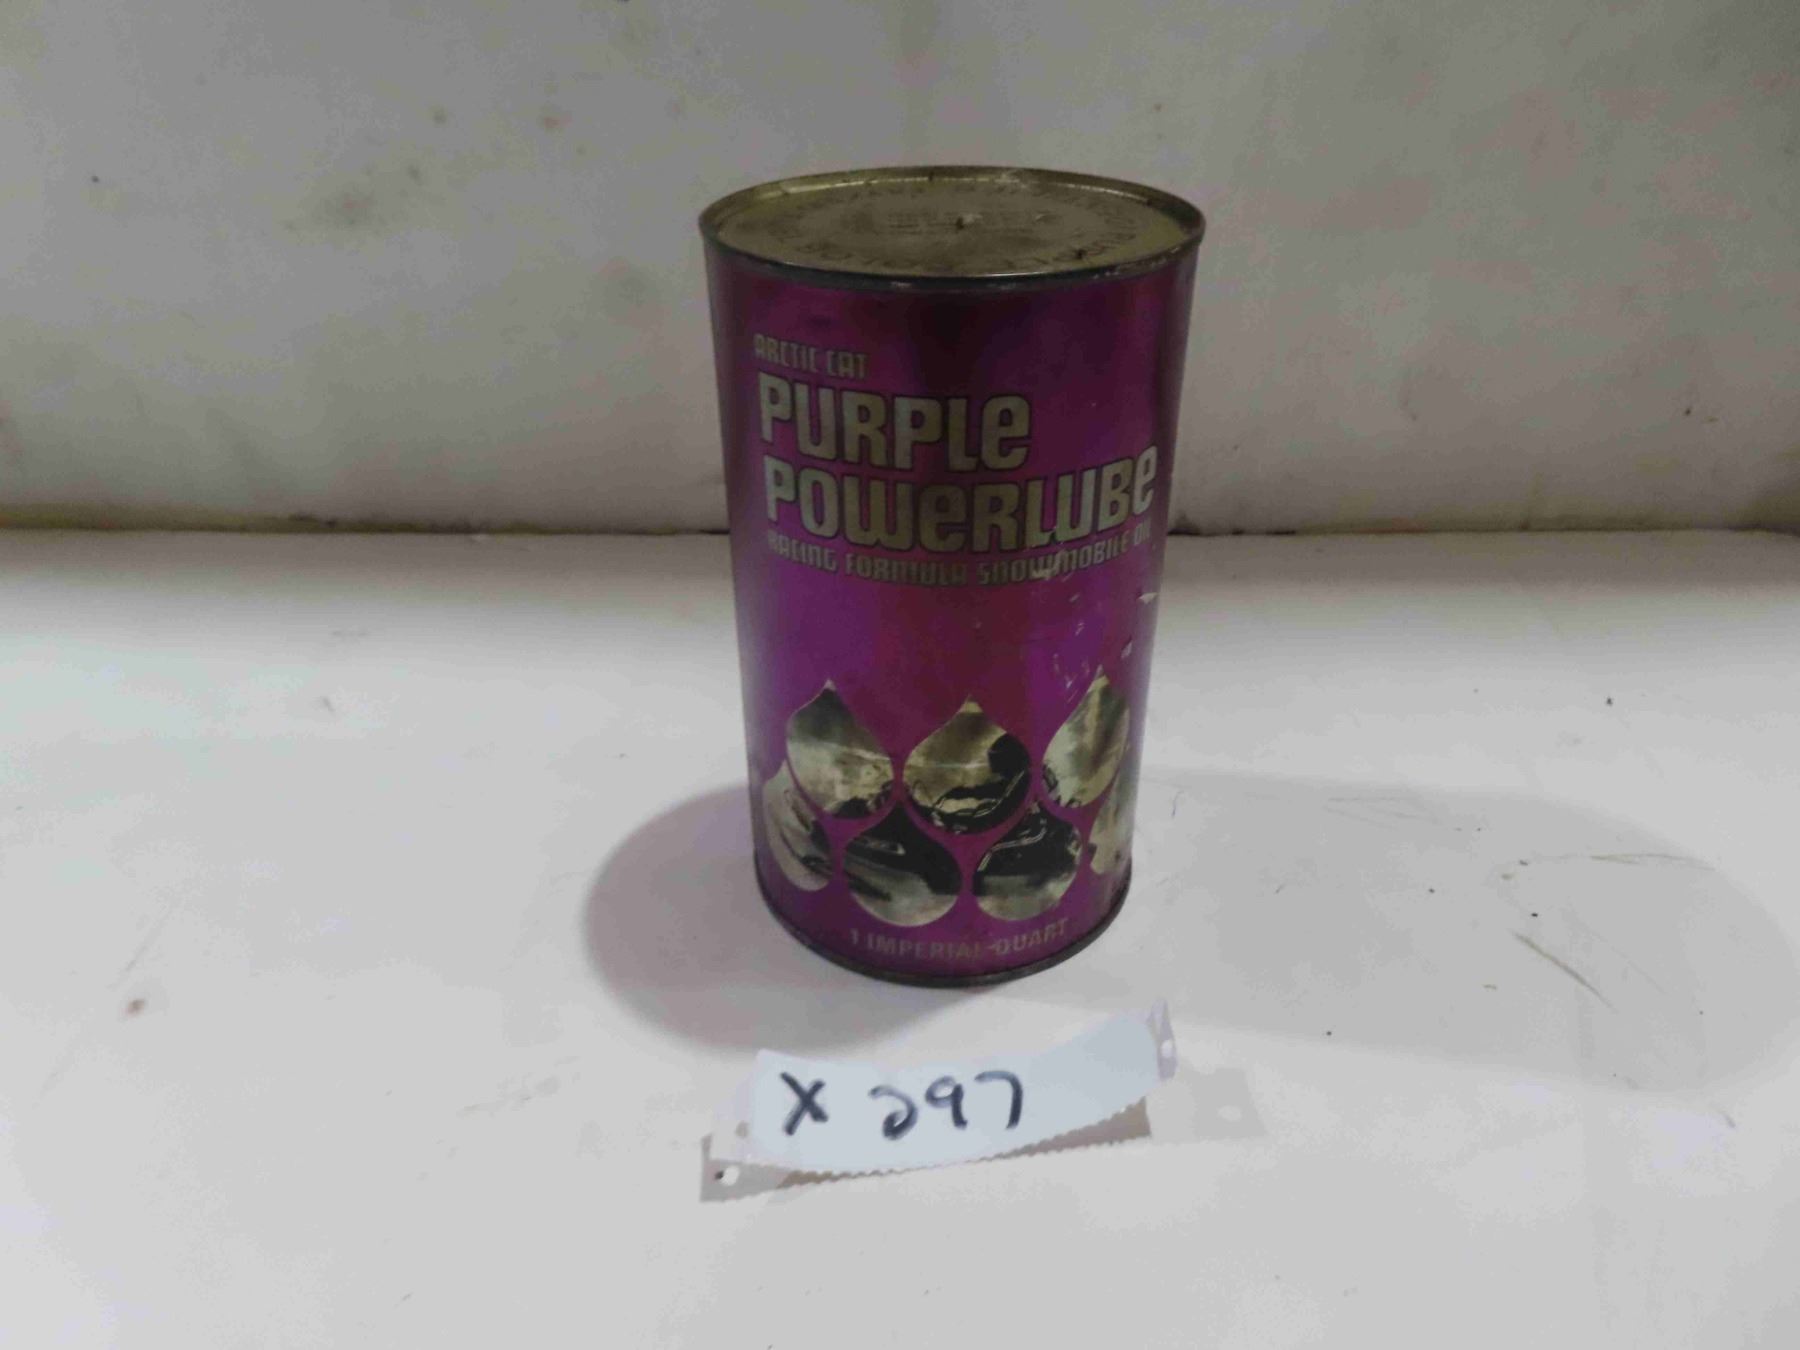 ARCTIC CAT
PURPLE
POWERLUBE
RACING FORMULA SNOWMOBILE OIL
1 IMPERIAL QUART
X 297